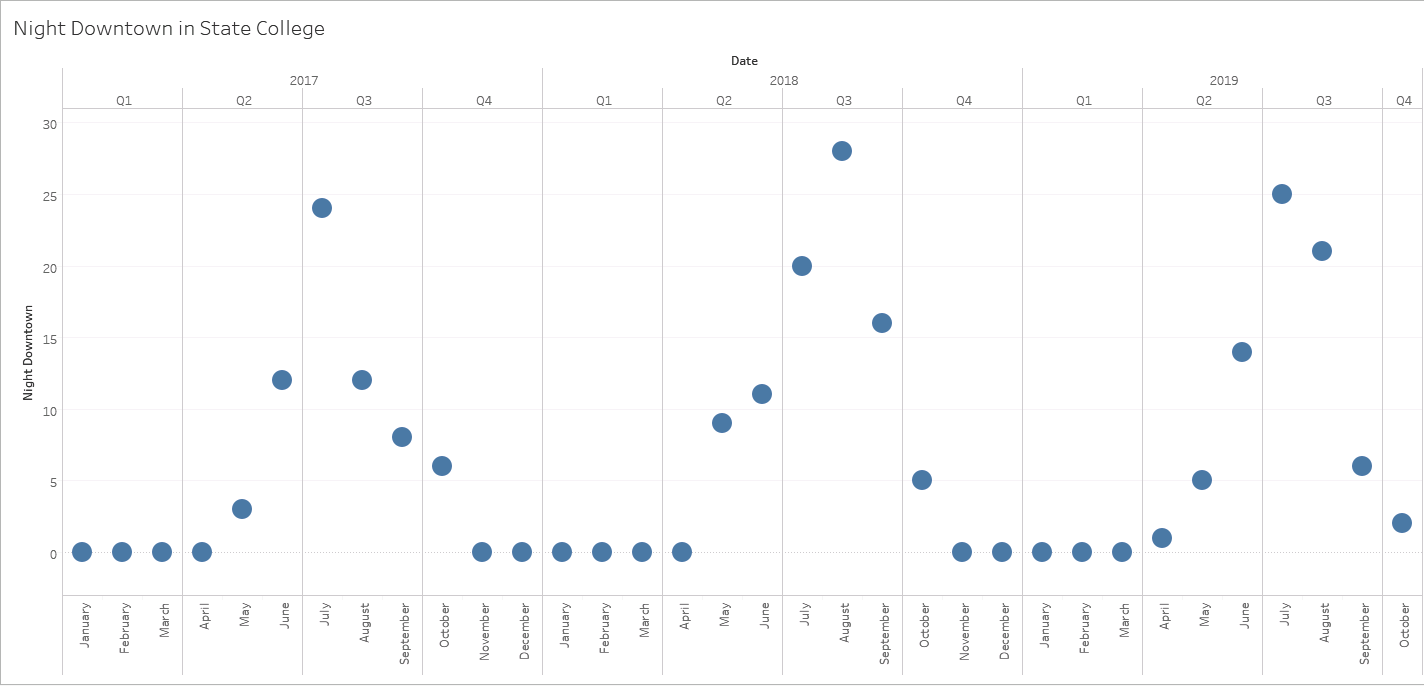 Night Downtown in State College
Date
2017 2018 2019
Q1 Q2 Q3 Q4 Q1 Q2 Q3 Q4 Q1 Q2 Q3 Q4
30
25
20
15
10
5
0
Night Downtown
January February March April May June July August September October November December January February March April May June July August September October November December January February March April May June July August September October